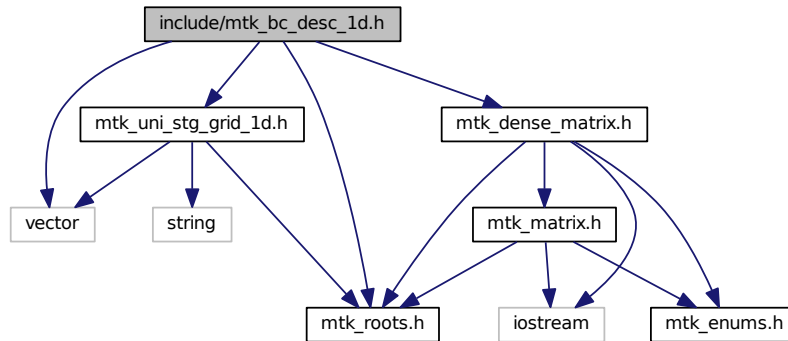 include/mtk_bc_desc_1d.h
mtk_uni_stg_grid_1d.h
mtk_dense_matrix.h
vector
string
mtk_matrix.h
mtk_roots.h
iostream
mtk_enums.h